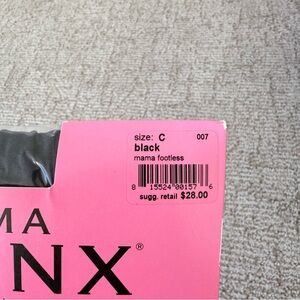 size: C 007
black
mama footless
8 15524 00157 6
sugg. retail $28.00
MA
NX®